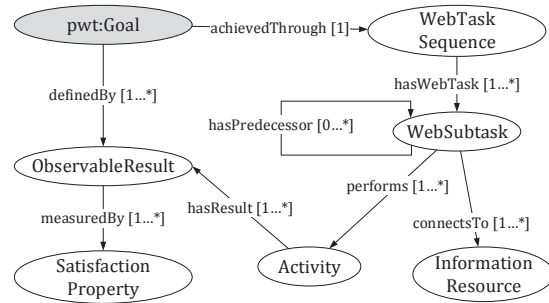 pwt:Goal
achievedThrough [1]
WebTask
Sequence
definedBy [1...*]
hasWebTask [1...*]
hasPredecessor [0...*]
WebSubtask
ObservableResult
performs [1...*]
hasResult [1...*]
measuredBy [1...*]
connectsTo [1...*]
Satisfaction
Property
Activity
Information
Resource